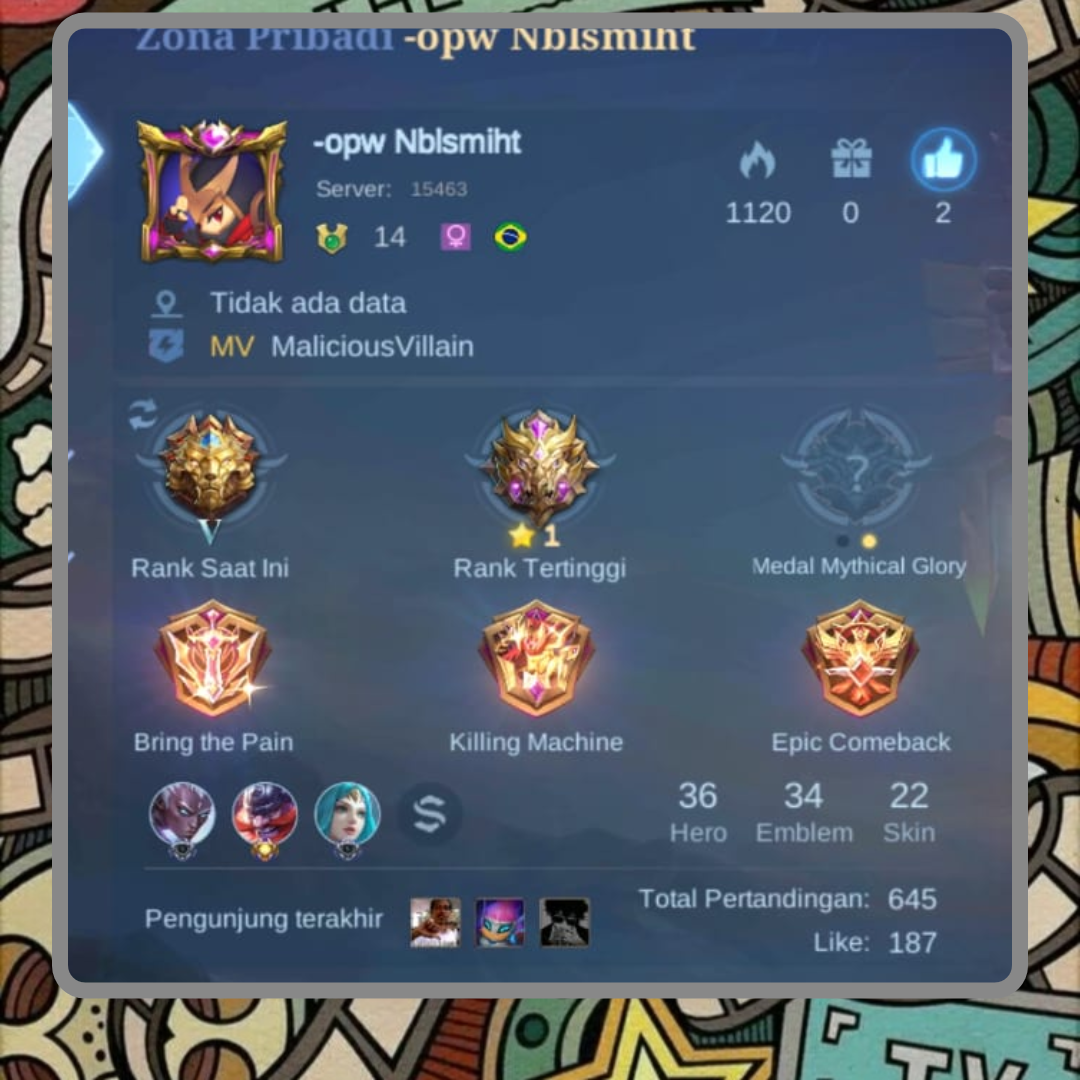 Zona Pribadi -opw Nblsmiht
-opw Nblsmiht
Server: 15463
1120 0 2
14
Tidak ada data
MV MaliciousVillain
V
1
?
Rank Saat Ini
Rank Tertinggi
Medal Mythical Glory
Bring the Pain
Killing Machine
Epic Comeback
36 34 22
Hero Emblem Skin
Pengunjung terakhir
Total Pertandingan: 645
Like: 187
TV